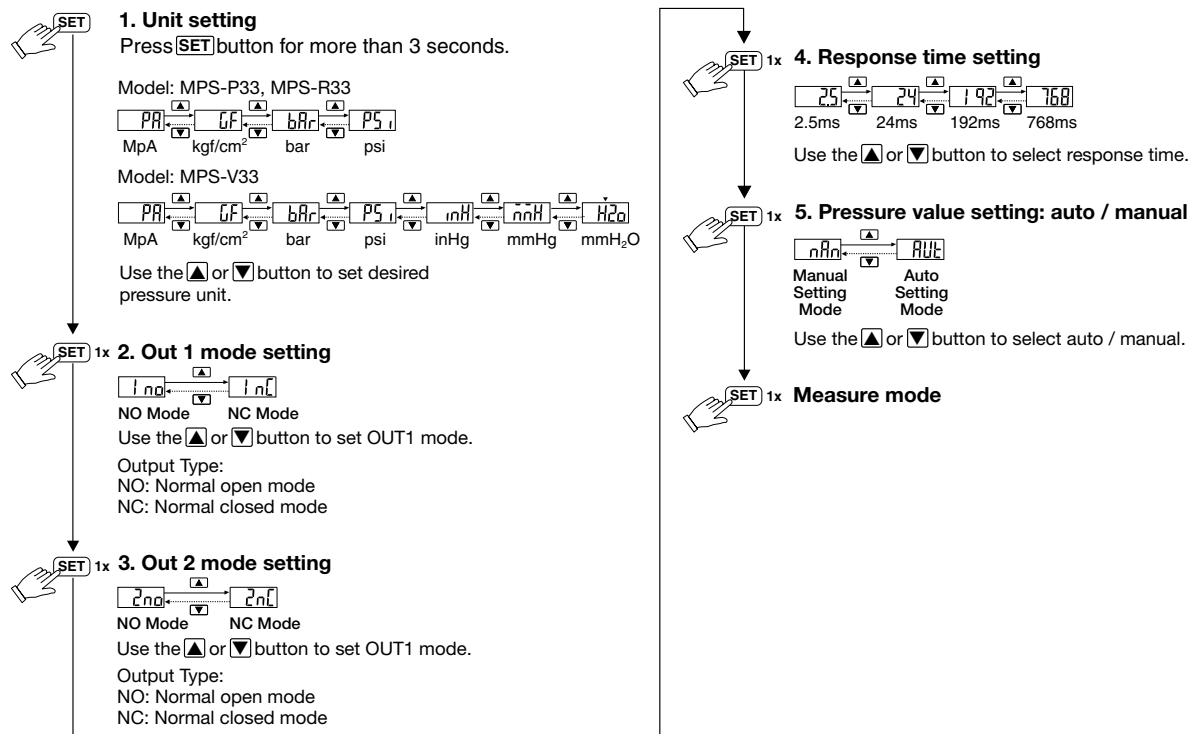 SET
1. Unit setting
Press SET button for more than 3 seconds.
Model: MPS-P33, MPS-R33
▲ ▲ ▲
PA GF bAr PSi
▼ ▼ ▼
MpA kgf/cm² bar psi
Model: MPS-V33
▲ ▲ ▲ ▲ ▲ ▲
PA GF bAr PSi inH n̄n̄H H2o
▼ ▼ ▼ ▼ ▼ ▼
MpA kgf/cm² bar psi inHg mmHg mmH₂O
Use the ▲ or ▼ button to set desired
pressure unit.
SET 1x 2. Out 1 mode setting
▲
1no 1nC
▼
NO Mode NC Mode
Use the ▲ or ▼ button to set OUT1 mode.
Output Type:
NO: Normal open mode
NC: Normal closed mode
SET 1x 3. Out 2 mode setting
▲
2no 2nC
▼
NO Mode NC Mode
Use the ▲ or ▼ button to set OUT1 mode.
Output Type:
NO: Normal open mode
NC: Normal closed mode
SET 1x 4. Response time setting
▲ ▲ ▲
2.5 24 192 768
▼ ▼ ▼
2.5ms 24ms 192ms 768ms
Use the ▲ or ▼ button to select response time.
SET 1x 5. Pressure value setting: auto / manual
▲
nAn AUt
▼
Manual Auto
Setting Setting
Mode Mode
Use the ▲ or ▼ button to select auto / manual.
SET 1x Measure mode